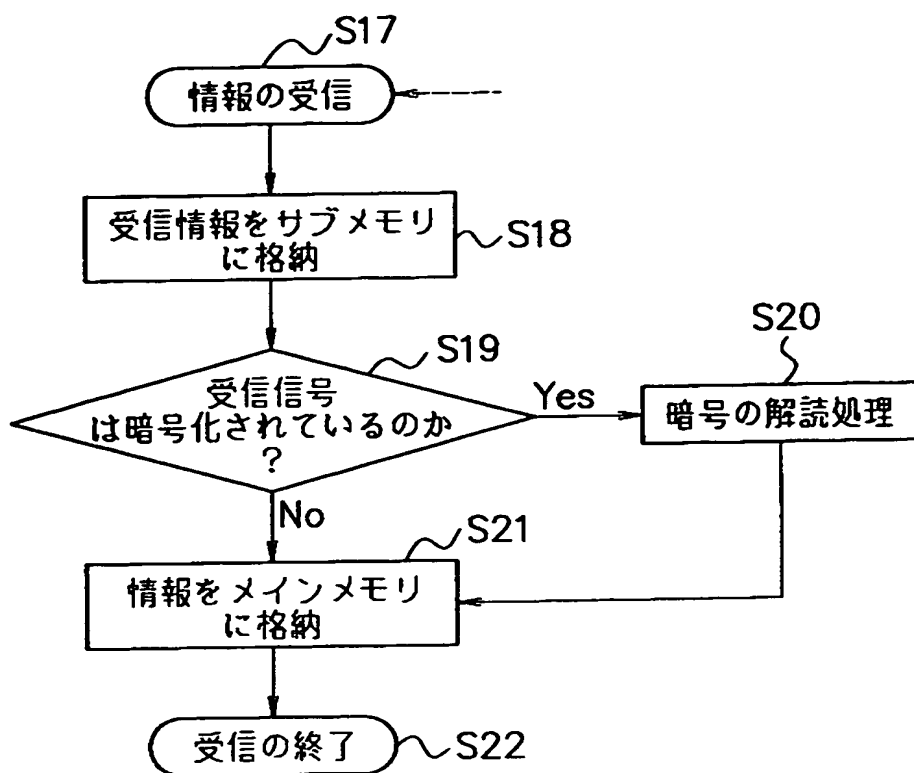 S17
情報の受信
受信情報をサブメモリ
に格納
S18
S19
受信信号
は暗号化されているのか
?
Yes
S20
暗号の解読処理
No
S21
情報をメインメモリ
に格納
受信の終了
S22